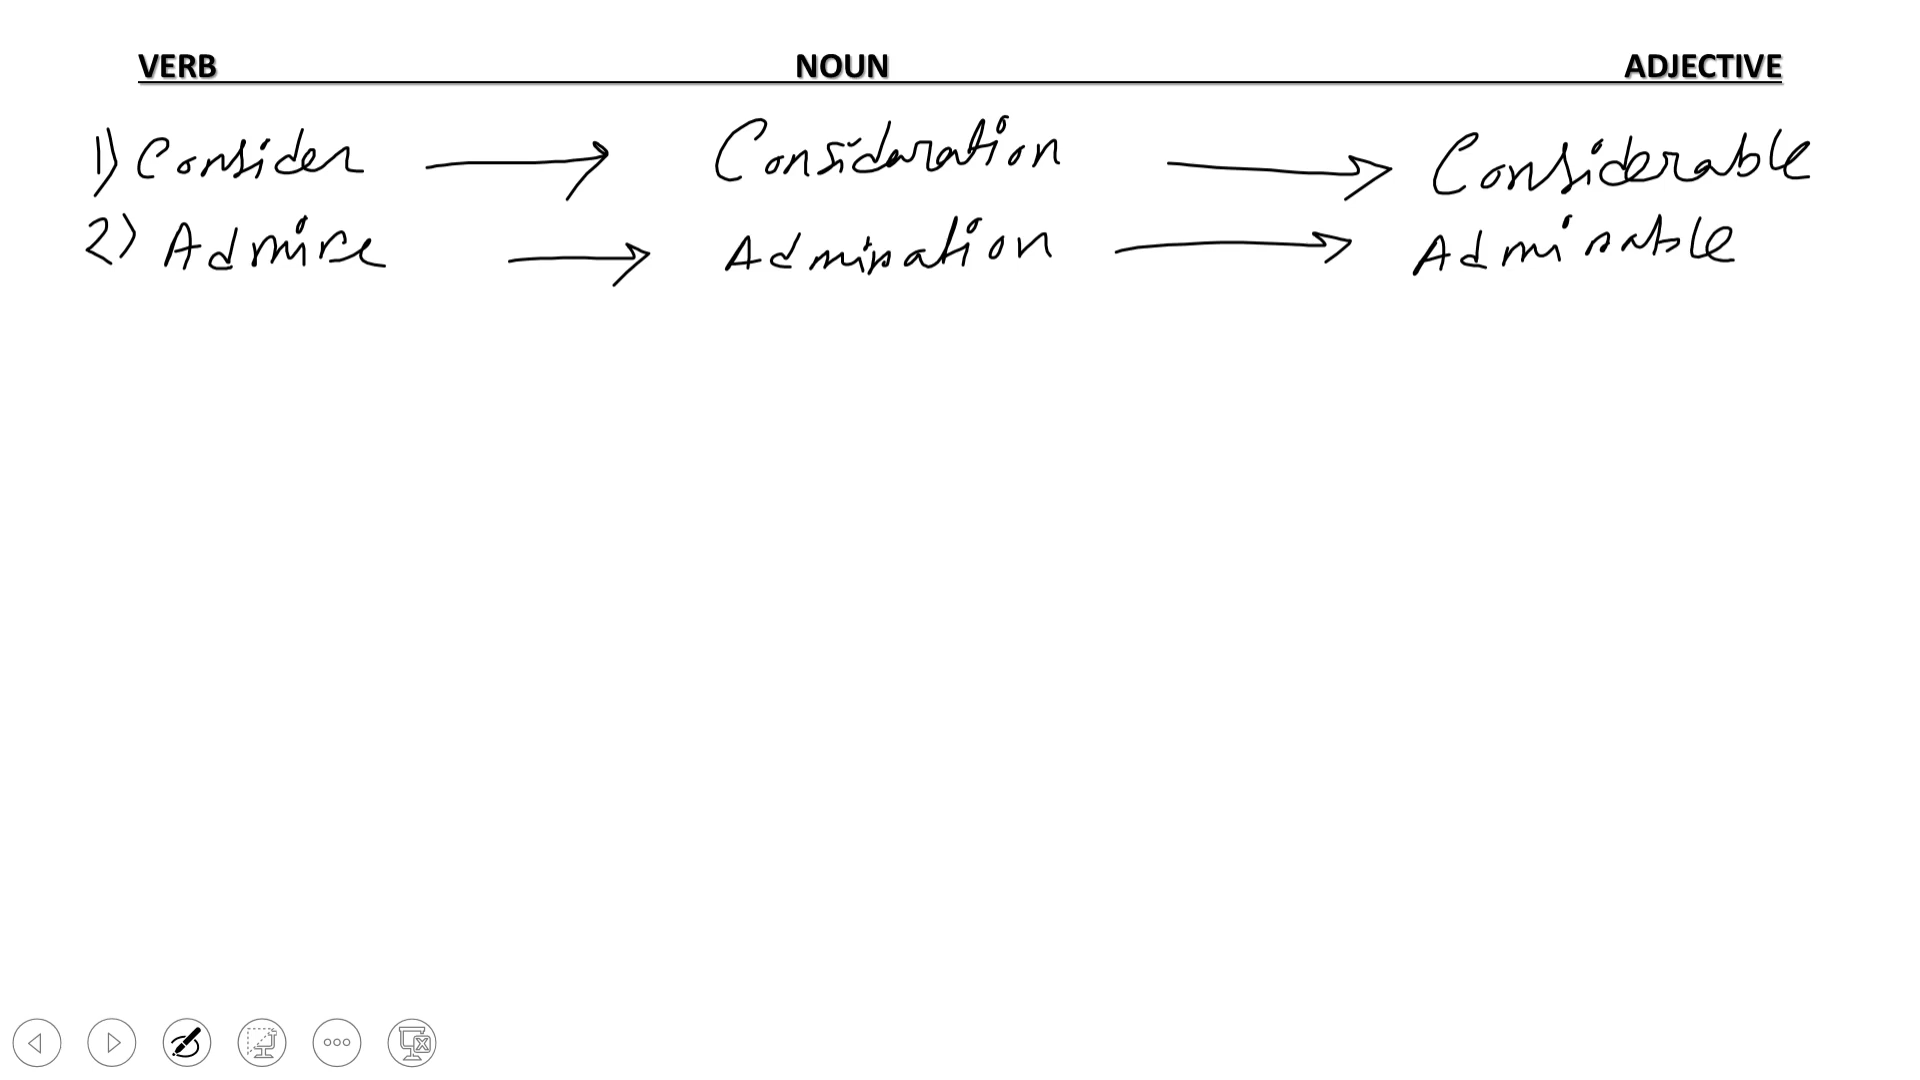 VERB NOUN ADJECTIVE
1) Consider → Consideration → Considerable
2) Admire → Admiration → Admirable